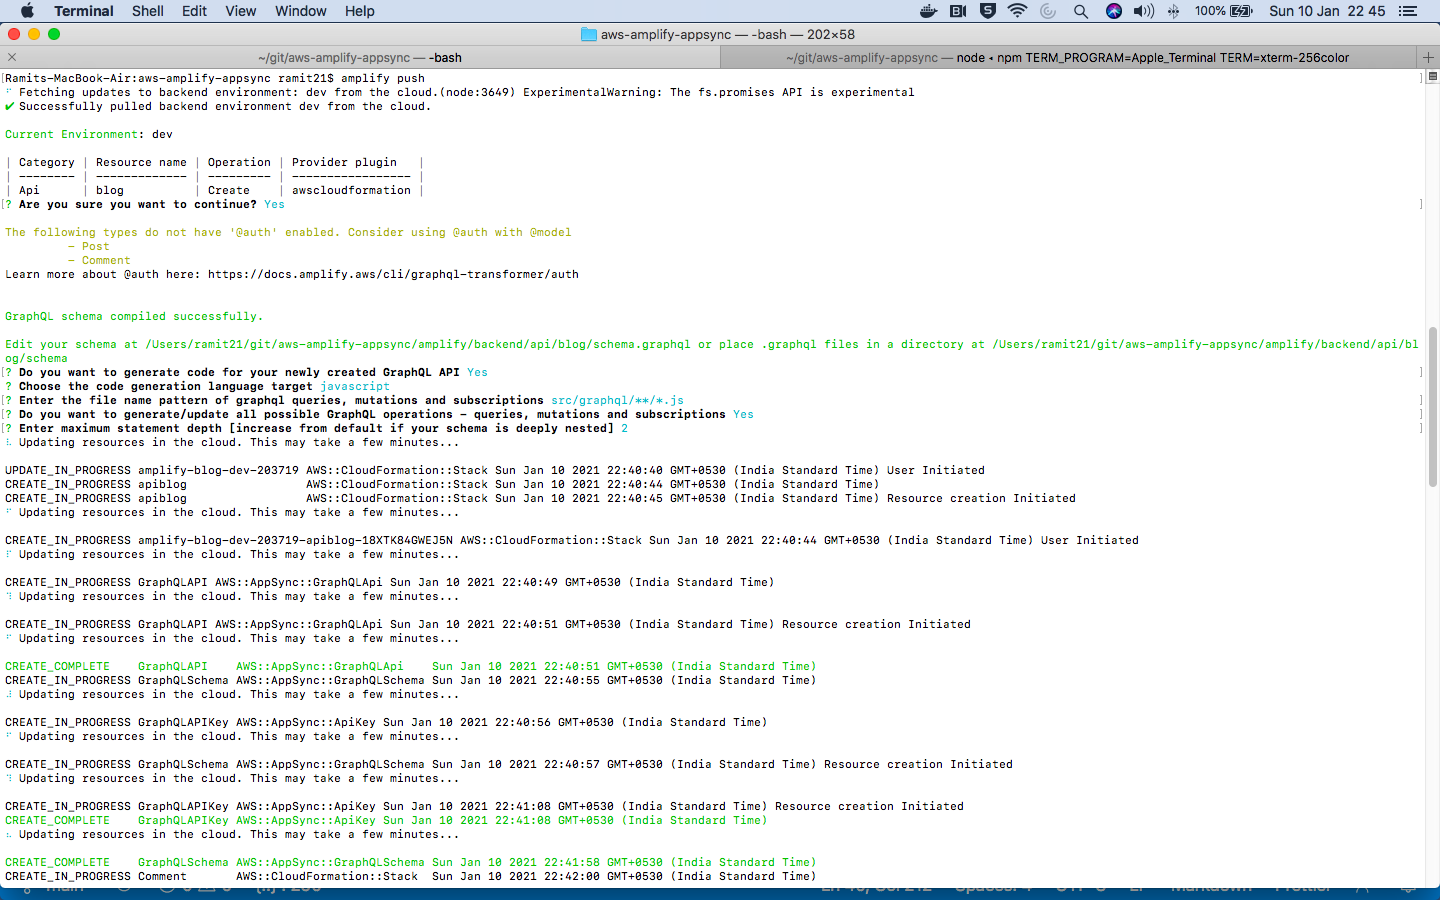 Terminal Shell Edit View Window Help 100% Sun 10 Jan 22 45
aws-amplify-appsync — -bash — 202×58
~/git/aws-amplify-appsync — -bash
~/git/aws-amplify-appsync — node ◂ npm TERM_PROGRAM=Apple_Terminal TERM=xterm-256color
[Ramits-MacBook-Air:aws-amplify-appsync ramit21$ amplify push ]
Fetching updates to backend environment: dev from the cloud.(node:3649) ExperimentalWarning: The fs.promises API is experimental
✔ Successfully pulled backend environment dev from the cloud.
Current Environment: dev
| Category | Resource name | Operation | Provider plugin |
| -------- | ------------- | --------- | ----------------- |
| Api | blog | Create | awscloudformation |
[? Are you sure you want to continue? Yes ]
The following types do not have '@auth' enabled. Consider using @auth with @model
- Post
- Comment
Learn more about @auth here: https://docs.amplify.aws/cli/graphql-transformer/auth
GraphQL schema compiled successfully.
Edit your schema at /Users/ramit21/git/aws-amplify-appsync/amplify/backend/api/blog/schema.graphql or place .graphql files in a directory at /Users/ramit21/git/aws-amplify-appsync/amplify/backend/api/bl
og/schema
[? Do you want to generate code for your newly created GraphQL API Yes ]
? Choose the code generation language target javascript
[? Enter the file name pattern of graphql queries, mutations and subscriptions src/graphql/**/*.js ]
[? Do you want to generate/update all possible GraphQL operations - queries, mutations and subscriptions Yes ]
[? Enter maximum statement depth [increase from default if your schema is deeply nested] 2 ]
Updating resources in the cloud. This may take a few minutes...
UPDATE_IN_PROGRESS amplify-blog-dev-203719 AWS::CloudFormation::Stack Sun Jan 10 2021 22:40:40 GMT+0530 (India Standard Time) User Initiated
CREATE_IN_PROGRESS apiblog AWS::CloudFormation::Stack Sun Jan 10 2021 22:40:44 GMT+0530 (India Standard Time)
CREATE_IN_PROGRESS apiblog AWS::CloudFormation::Stack Sun Jan 10 2021 22:40:45 GMT+0530 (India Standard Time) Resource creation Initiated
Updating resources in the cloud. This may take a few minutes...
CREATE_IN_PROGRESS amplify-blog-dev-203719-apiblog-18XTK84GWEJ5N AWS::CloudFormation::Stack Sun Jan 10 2021 22:40:44 GMT+0530 (India Standard Time) User Initiated
Updating resources in the cloud. This may take a few minutes...
CREATE_IN_PROGRESS GraphQLAPI AWS::AppSync::GraphQLApi Sun Jan 10 2021 22:40:49 GMT+0530 (India Standard Time)
Updating resources in the cloud. This may take a few minutes...
CREATE_IN_PROGRESS GraphQLAPI AWS::AppSync::GraphQLApi Sun Jan 10 2021 22:40:51 GMT+0530 (India Standard Time) Resource creation Initiated
Updating resources in the cloud. This may take a few minutes...
CREATE_COMPLETE GraphQLAPI AWS::AppSync::GraphQLApi Sun Jan 10 2021 22:40:51 GMT+0530 (India Standard Time)
CREATE_IN_PROGRESS GraphQLSchema AWS::AppSync::GraphQLSchema Sun Jan 10 2021 22:40:55 GMT+0530 (India Standard Time)
Updating resources in the cloud. This may take a few minutes...
CREATE_IN_PROGRESS GraphQLAPIKey AWS::AppSync::ApiKey Sun Jan 10 2021 22:40:56 GMT+0530 (India Standard Time)
Updating resources in the cloud. This may take a few minutes...
CREATE_IN_PROGRESS GraphQLSchema AWS::AppSync::GraphQLSchema Sun Jan 10 2021 22:40:57 GMT+0530 (India Standard Time) Resource creation Initiated
Updating resources in the cloud. This may take a few minutes...
CREATE_IN_PROGRESS GraphQLAPIKey AWS::AppSync::ApiKey Sun Jan 10 2021 22:41:08 GMT+0530 (India Standard Time) Resource creation Initiated
CREATE_COMPLETE GraphQLAPIKey AWS::AppSync::ApiKey Sun Jan 10 2021 22:41:08 GMT+0530 (India Standard Time)
Updating resources in the cloud. This may take a few minutes...
CREATE_COMPLETE GraphQLSchema AWS::AppSync::GraphQLSchema Sun Jan 10 2021 22:41:58 GMT+0530 (India Standard Time)
CREATE_IN_PROGRESS Comment AWS::CloudFormation::Stack Sun Jan 10 2021 22:42:00 GMT+0530 (India Standard Time)